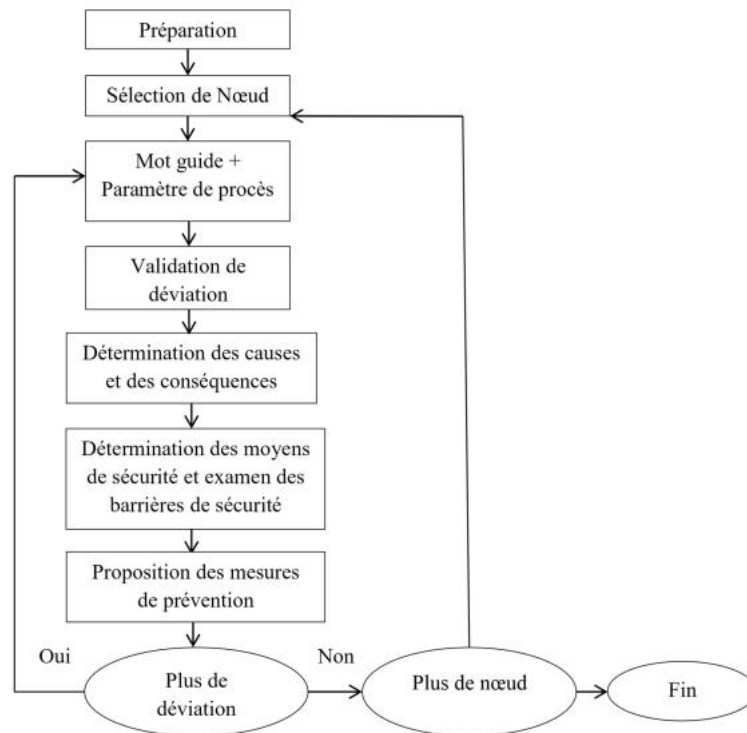 Préparation
Sélection de Nœud
Mot guide +
Paramètre de procès
Validation de
déviation
Détermination des causes
et des conséquences
Détermination des moyens
de sécurité et examen des
barrières de sécurité
Proposition des mesures
de prévention
Oui
Non
Plus de
déviation
Plus de nœud
Fin